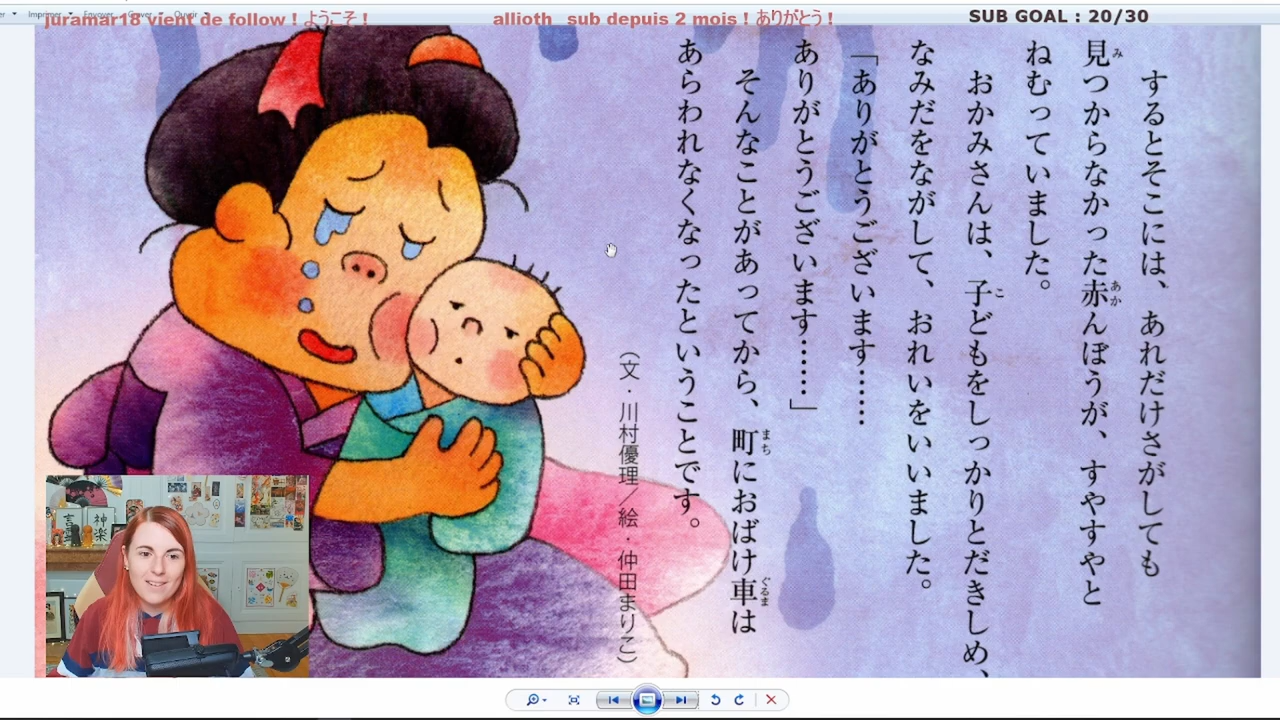 juramar18 vient de follow ! ようこそ !
allioth sub depuis 2 mois ! ありがとう !
SUB GOAL : 20/30
するとそこには、あれだけさがしても
見つからなかった赤んぼうが、すやすやと
ねむっていました。
おかみさんは、子どもをしっかりとだきしめ、
なみだをながして、おれいをいいました。
「ありがとうございます………
ありがとうございます………」
そんなことがあってから、町におばけ車は
あらわれなくなったということです。
（文・川村優理／絵・仲田まりこ）
言葉
神楽